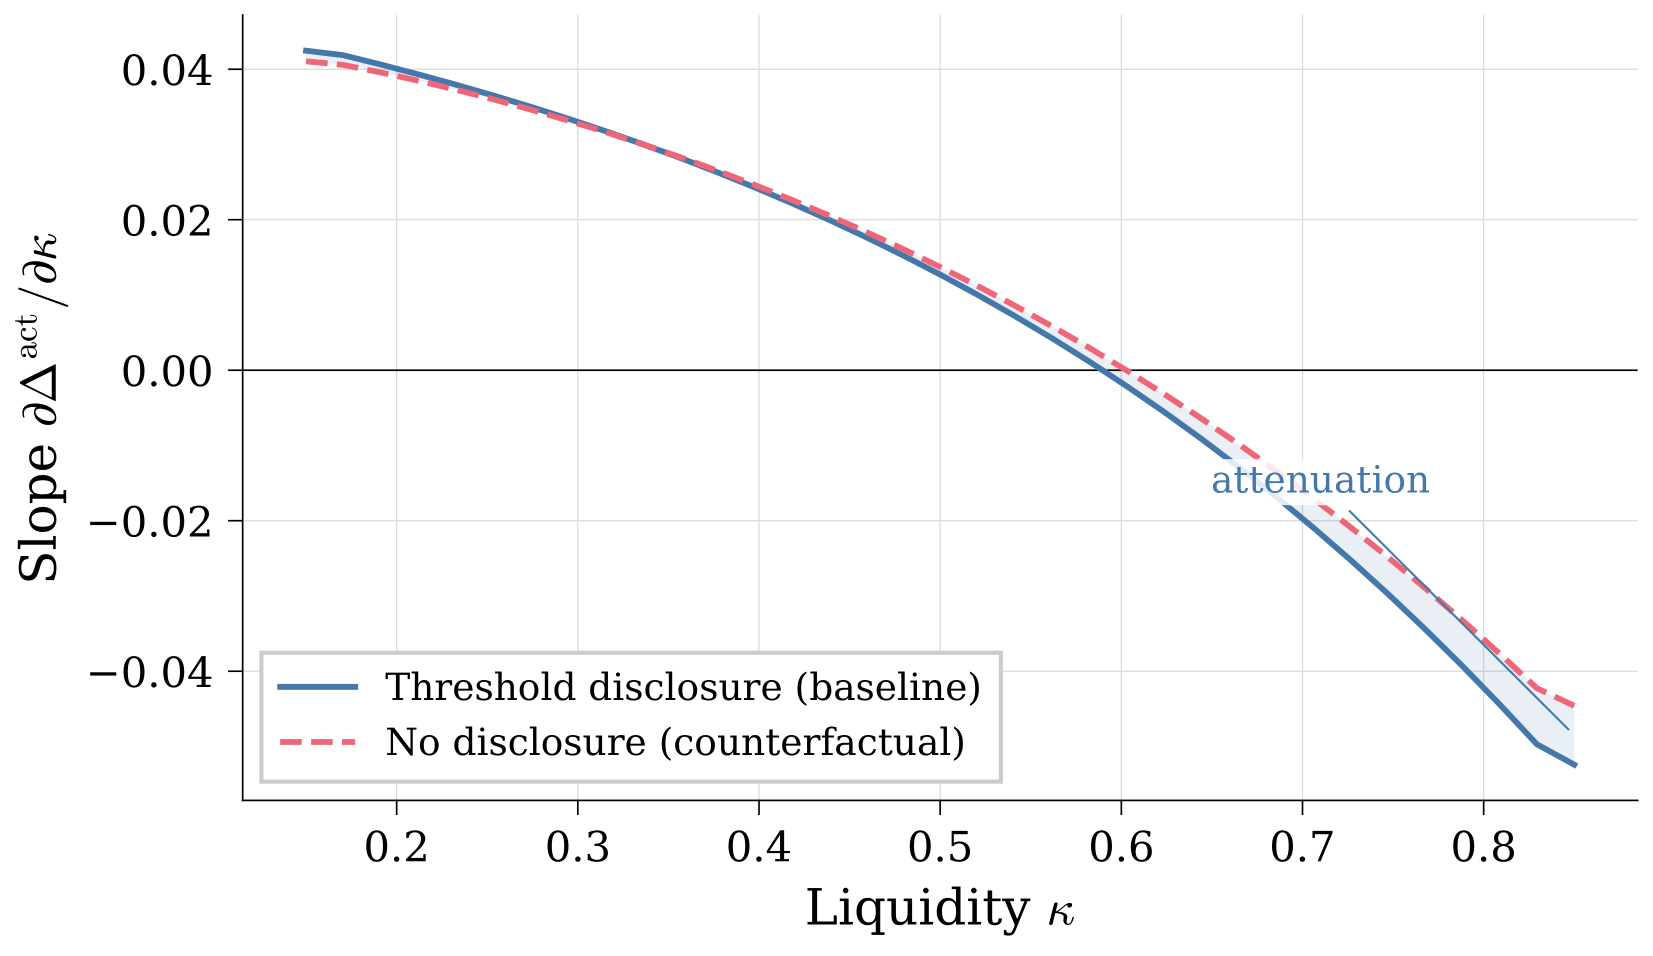 Slope ∂Δ^act/∂κ
0.04
0.02
0.00
−0.02
−0.04
attenuation
Threshold disclosure (baseline)
No disclosure (counterfactual)
0.2 0.3 0.4 0.5 0.6 0.7 0.8
Liquidity κ